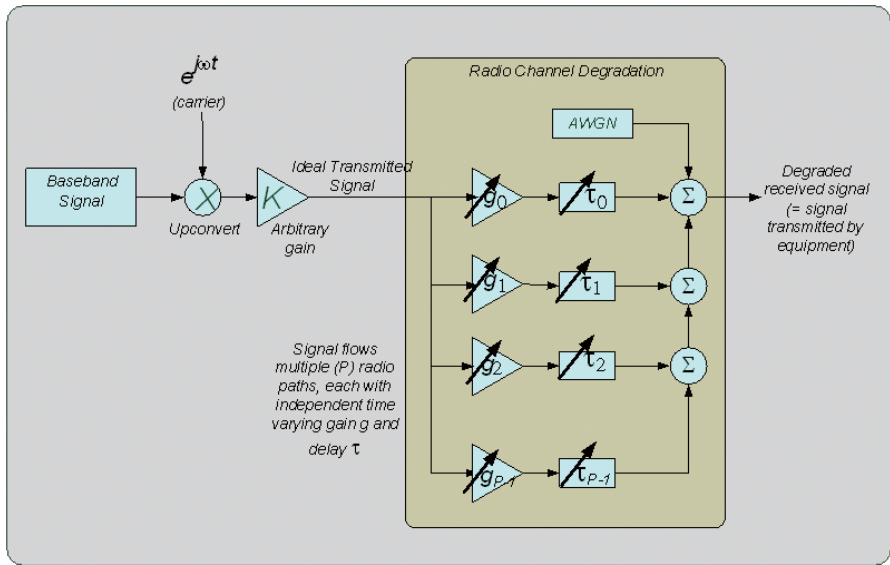 e^jωt
(carrier)
Radio Channel Degradation
AWGN
Baseband
Signal
X
Upconvert
K
Arbitrary
gain
Ideal Transmitted
Signal
g0
τ0
Σ
Degraded
received signal
(= signal
transmitted by
equipment)
g1
τ1
Σ
Signal flows
multiple (P) radio
paths, each with
independent time
varying gain g and
delay τ
g2
τ2
Σ
gP-1
τP-1